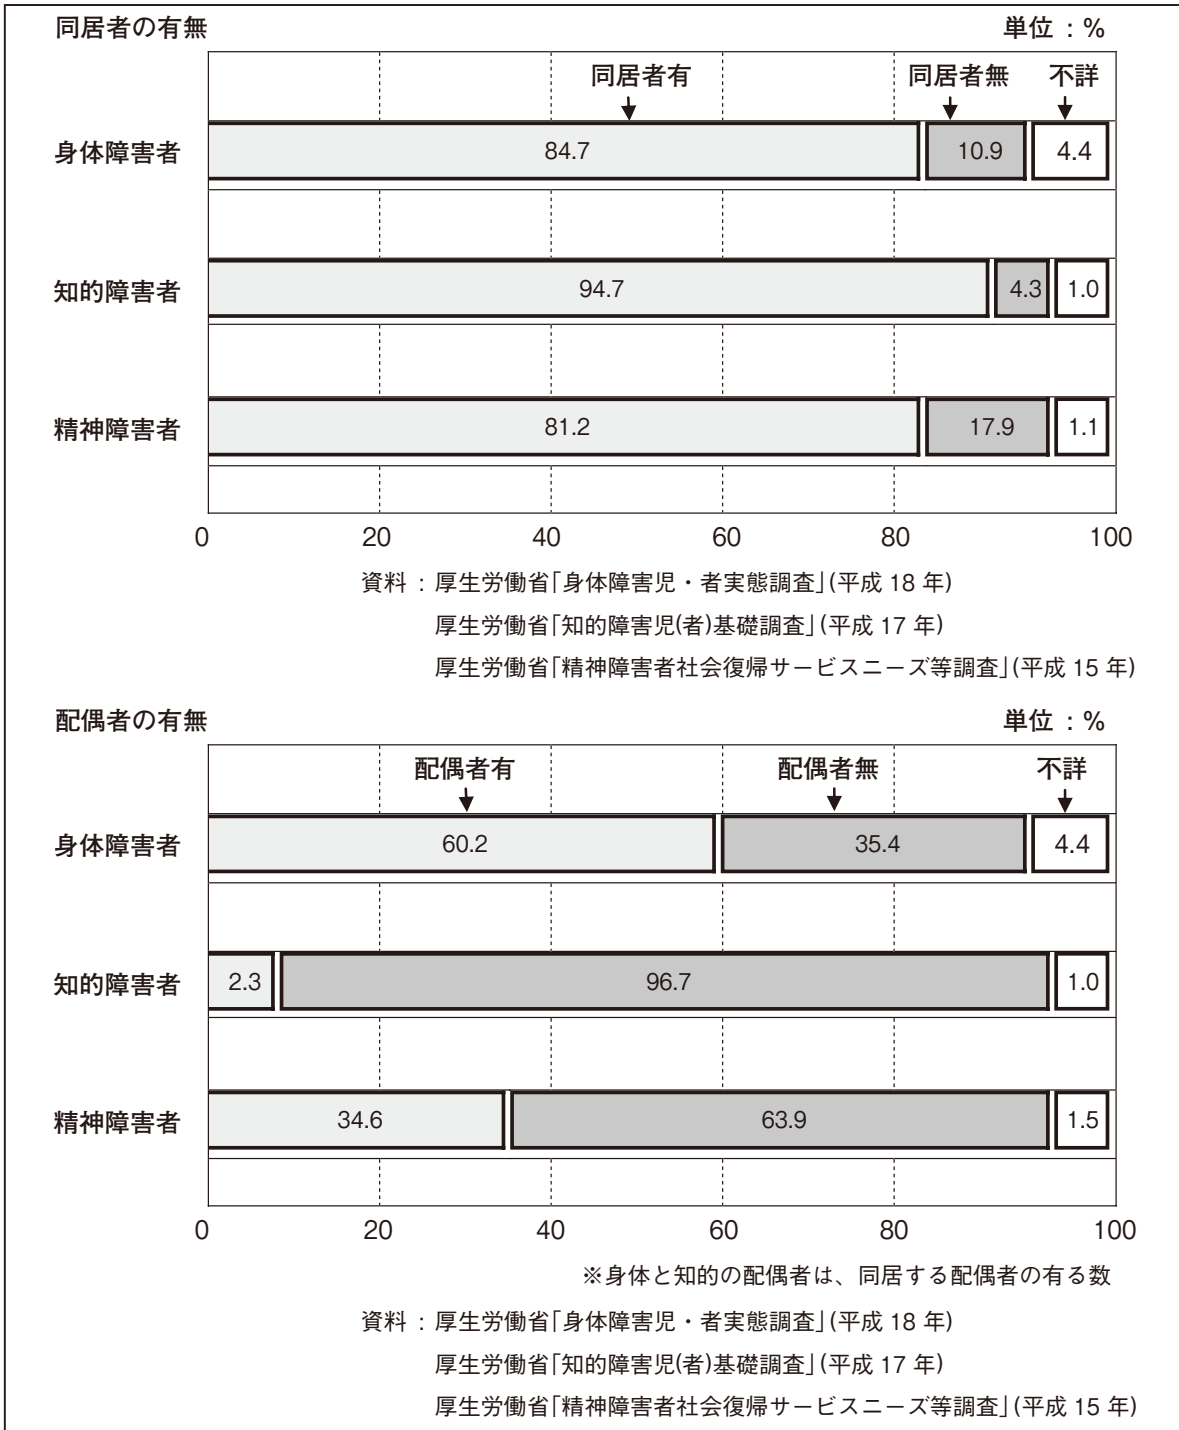 同居者の有無 単位：%
同居者有 同居者無 不詳
身体障害者 84.7 10.9 4.4
知的障害者 94.7 4.3 1.0
精神障害者 81.2 17.9 1.1
0 20 40 60 80 100
資料：厚生労働省「身体障害児・者実態調査」(平成 18 年)
厚生労働省「知的障害児(者)基礎調査」(平成 17 年)
厚生労働省「精神障害者社会復帰サービスニーズ等調査」(平成 15 年)
配偶者の有無 単位：%
配偶者有 配偶者無 不詳
身体障害者 60.2 35.4 4.4
知的障害者 2.3 96.7 1.0
精神障害者 34.6 63.9 1.5
0 20 40 60 80 100
※身体と知的の配偶者は、同居する配偶者の有る数
資料：厚生労働省「身体障害児・者実態調査」(平成 18 年)
厚生労働省「知的障害児(者)基礎調査」(平成 17 年)
厚生労働省「精神障害者社会復帰サービスニーズ等調査」(平成 15 年)